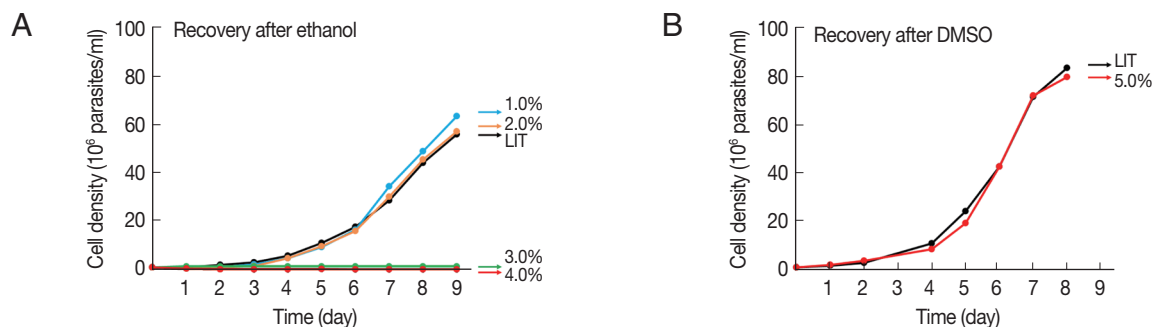 A
Recovery after ethanol
Cell density (10⁶ parasites/ml)
100
80
60
40
20
0
1 2 3 4 5 6 7 8 9
Time (day)
1.0%
2.0%
LIT
3.0%
4.0%
B
Recovery after DMSO
Cell density (10⁶ parasites/ml)
100
80
60
40
20
0
1 2 3 4 5 6 7 8 9
Time (day)
LIT
5.0%